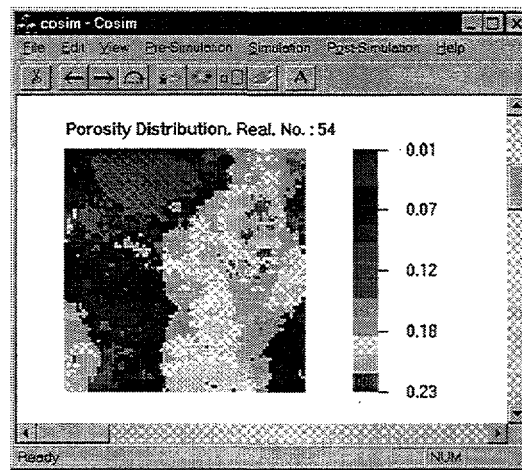 cosim - Cosim
File Edit View Pre-Simulation Simulation Post-Simulation Help
A
Porosity Distribution. Real. No. : 54
0.01
0.07
0.12
0.18
0.23
Ready NUM